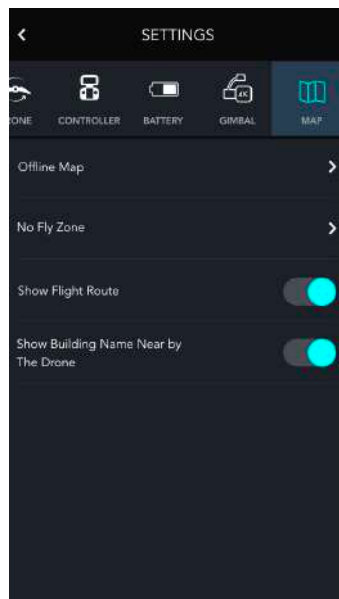 SETTINGS
ONE CONTROLLER BATTERY GIMBAL MAP
4K
Offline Map
No Fly Zone
Show Flight Route
Show Building Name Near by
The Drone